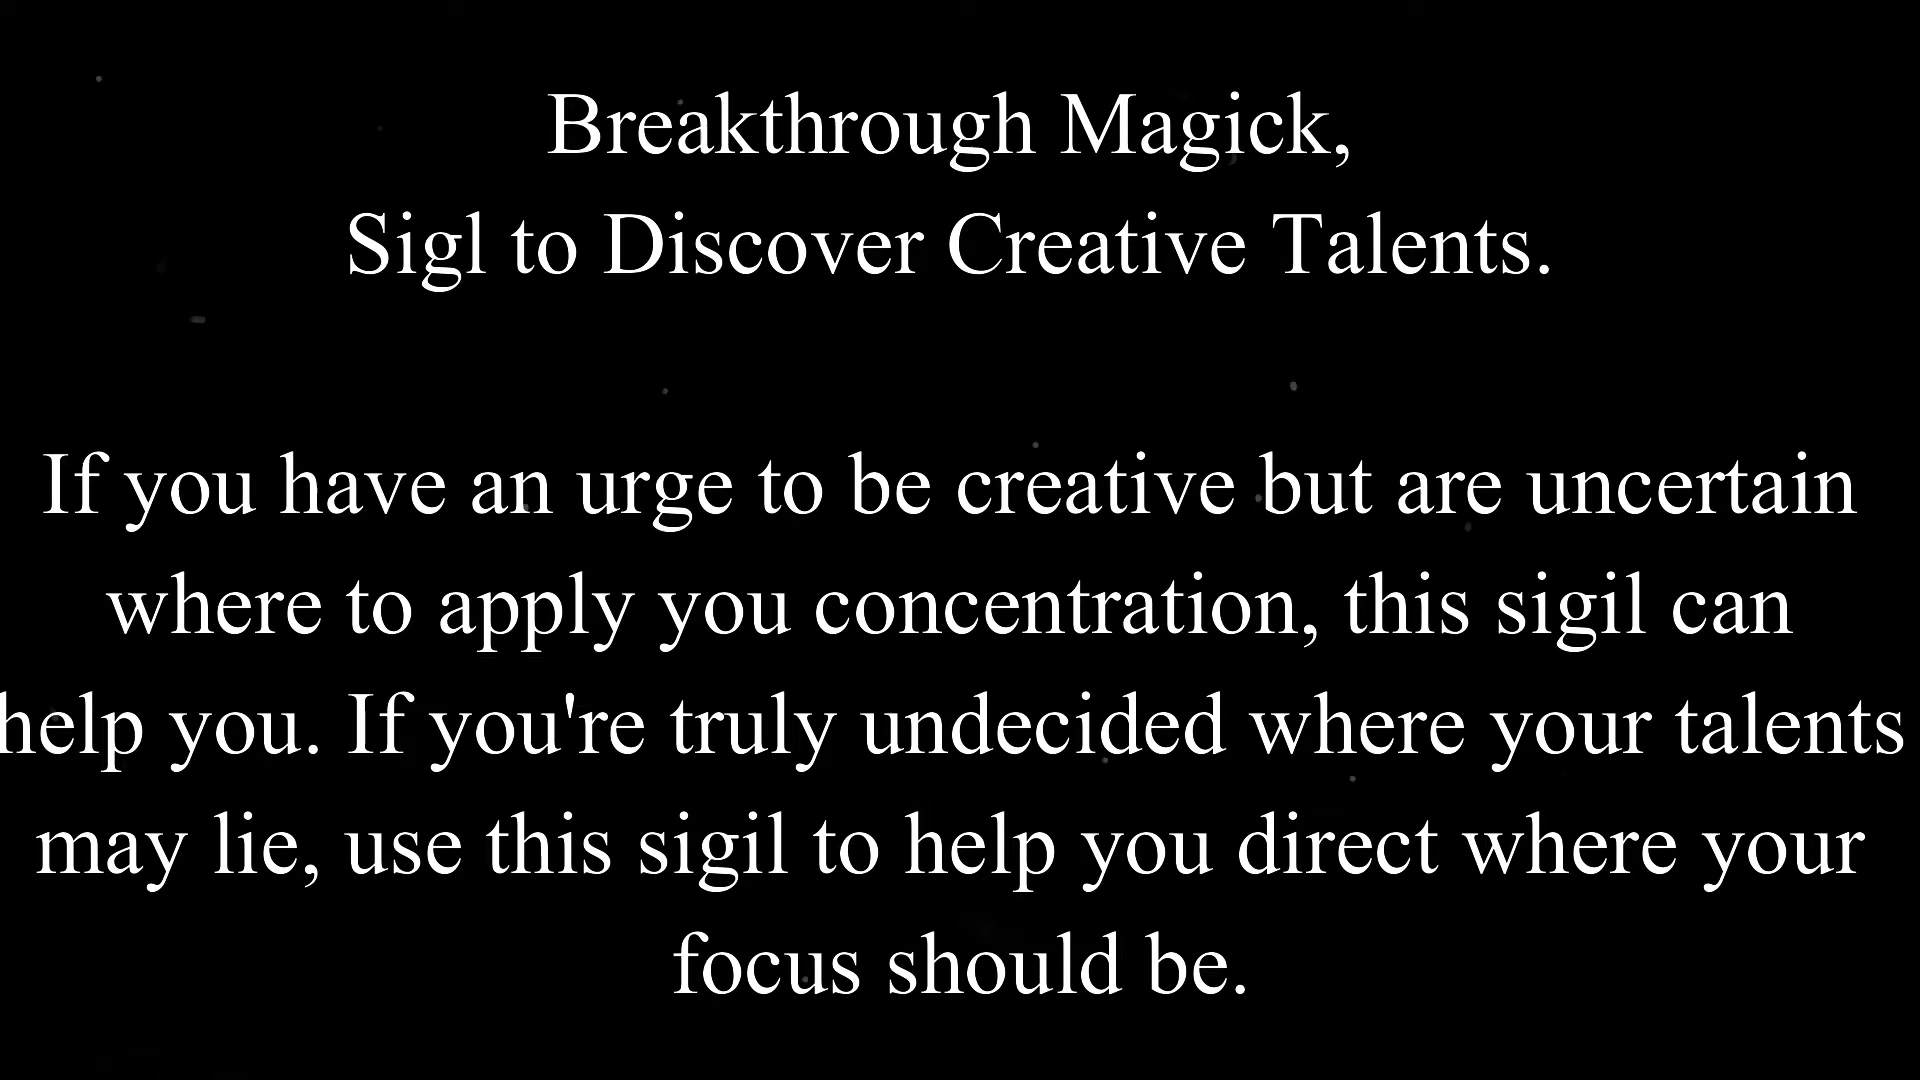 Breakthrough Magick,
Sigl to Discover Creative Talents.
If you have an urge to be creative but are uncertain
where to apply you concentration, this sigil can
help you. If you're truly undecided where your talents
may lie, use this sigil to help you direct where your
focus should be.